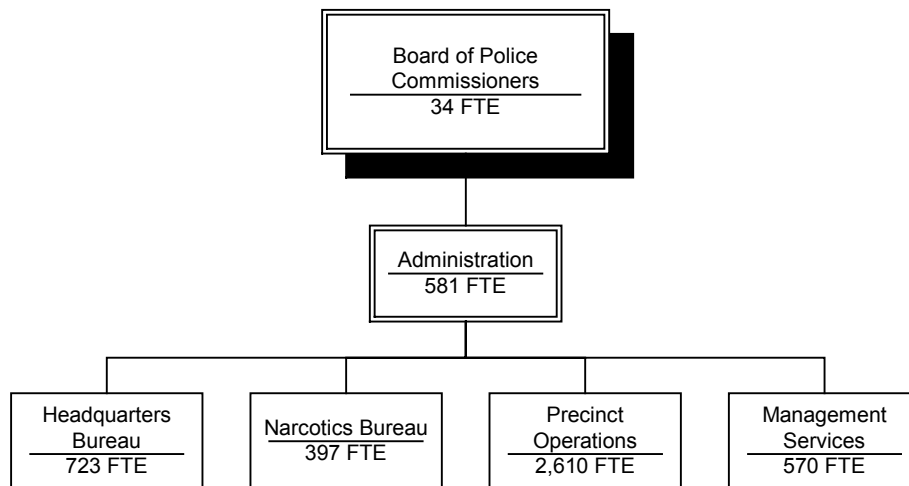 Board of Police
Commissioners
34 FTE
Administration
581 FTE
Headquarters
Bureau
723 FTE
Narcotics Bureau
397 FTE
Precinct
Operations
2,610 FTE
Management
Services
570 FTE